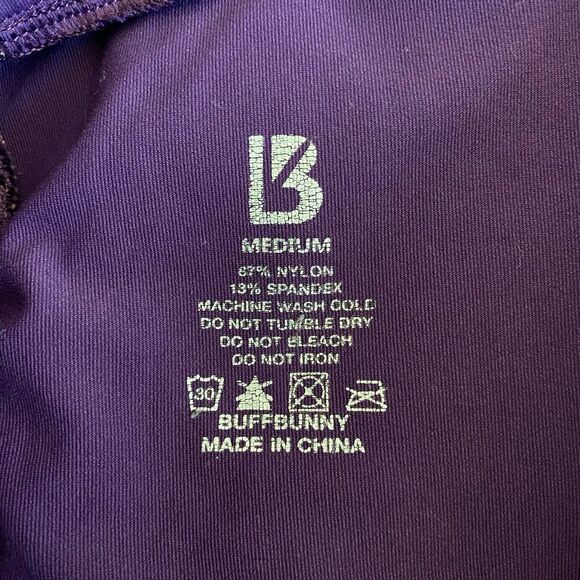 B
MEDIUM
87% NYLON
13% SPANDEX
MACHINE WASH COLD
DO NOT TUMBLE DRY
DO NOT BLEACH
DO NOT IRON
30
BUFFBUNNY
MADE IN CHINA